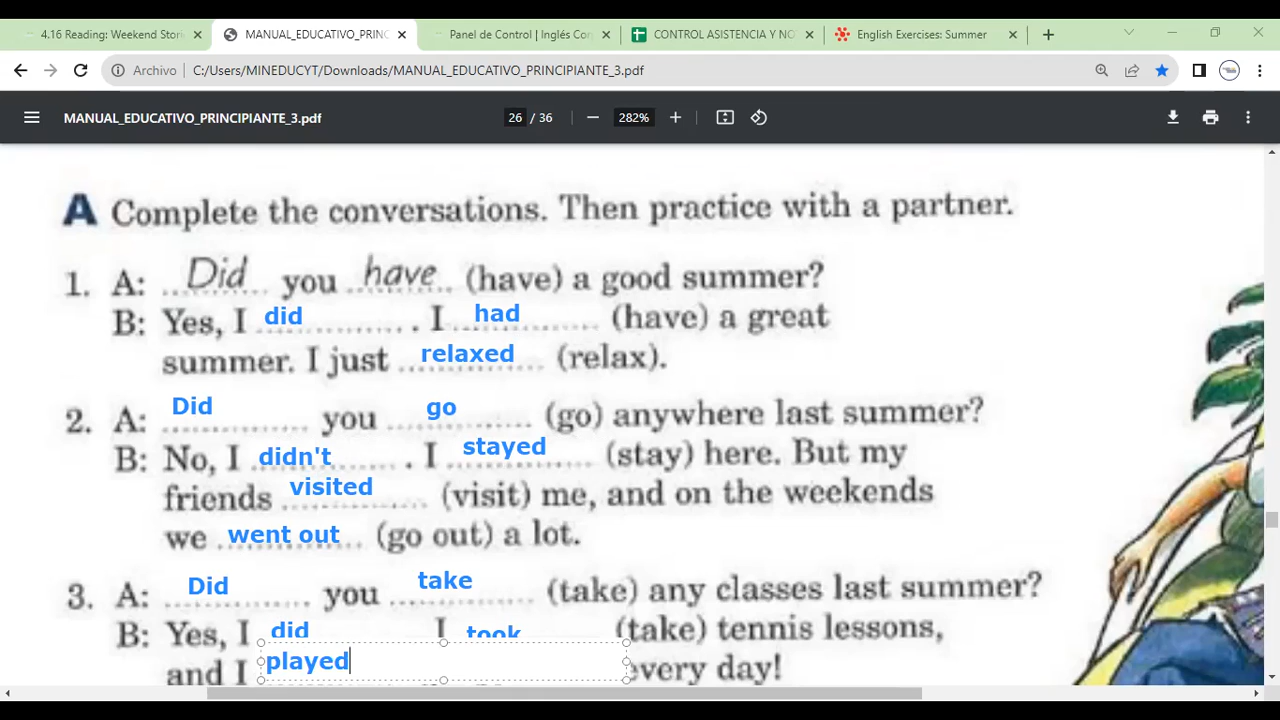 4.16 Reading: Weekend Stori
MANUAL_EDUCATIVO_PRINC
Panel de Control | Inglés Con
CONTROL ASISTENCIA Y NO
English Exercises: Summer
Archivo C:/Users/MINEDUCYT/Downloads/MANUAL_EDUCATIVO_PRINCIPIANTE_3.pdf
MANUAL_EDUCATIVO_PRINCIPIANTE_3.pdf 26 / 36 282%
A Complete the conversations. Then practice with a partner.
1. A: Did you have (have) a good summer?
B: Yes, I did . I had (have) a great
summer. I just relaxed (relax).
2. A: Did you go (go) anywhere last summer?
B: No, I didn't . I stayed (stay) here. But my
friends visited (visit) me, and on the weekends
we went out (go out) a lot.
3. A: Did you take (take) any classes last summer?
B: Yes, I did I took (take) tennis lessons,
and I played every day!